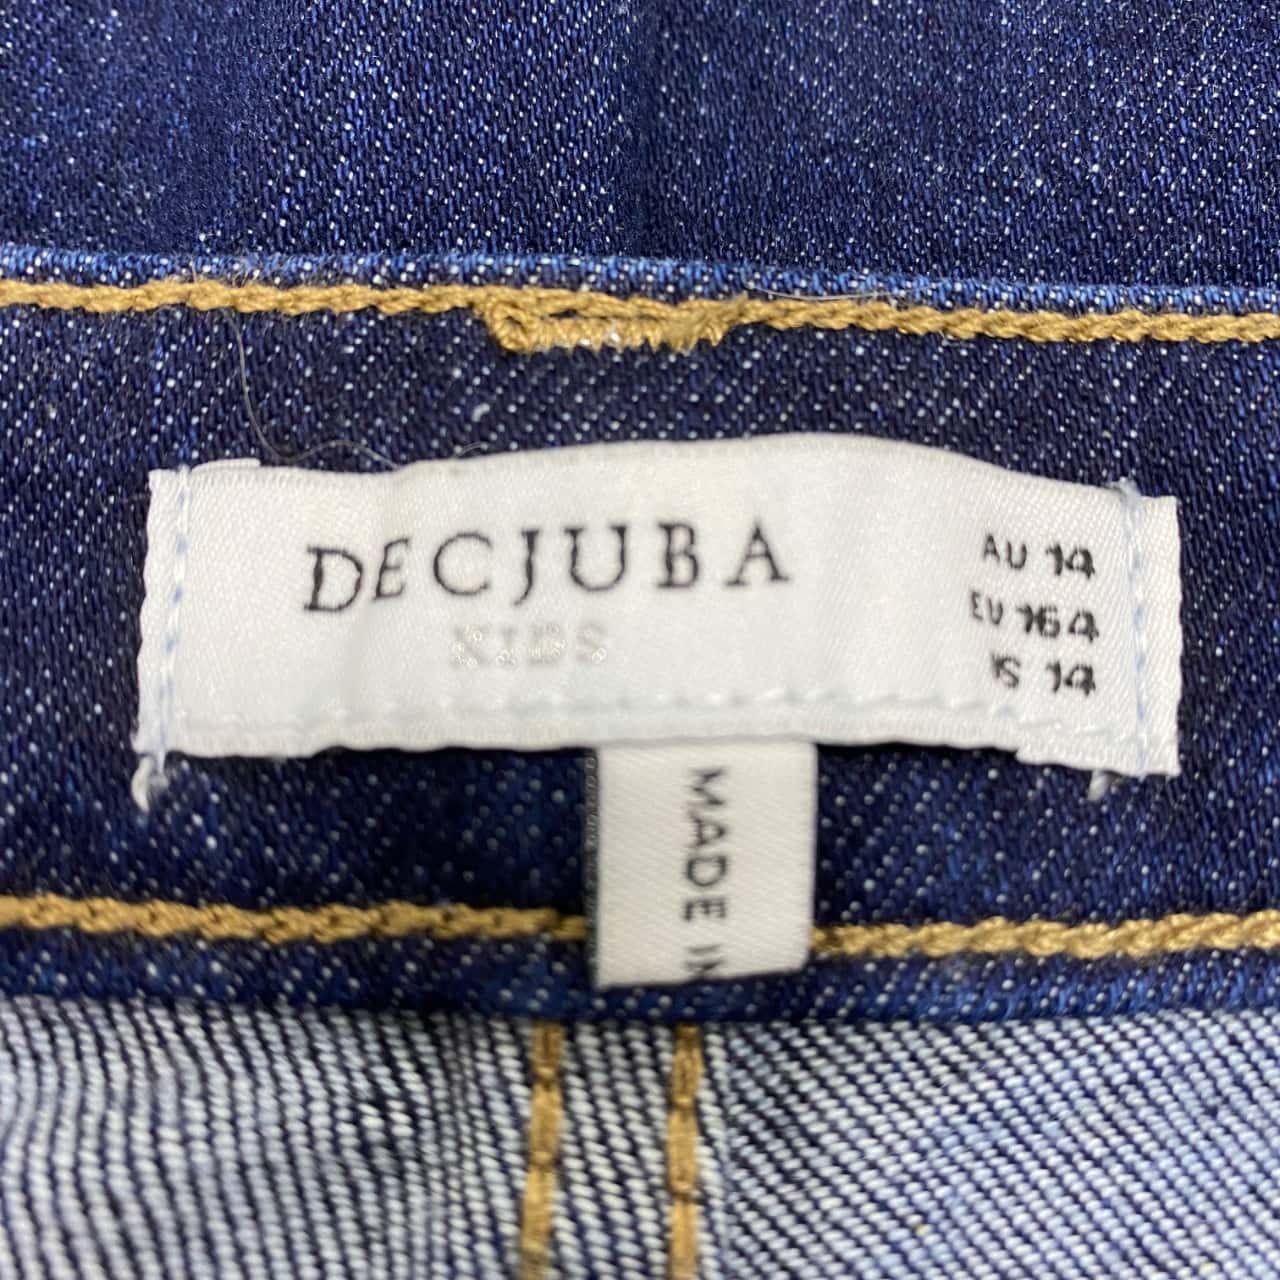 DECJUBA
KIDS
AU 14
EU 164
US 14
MADE IN